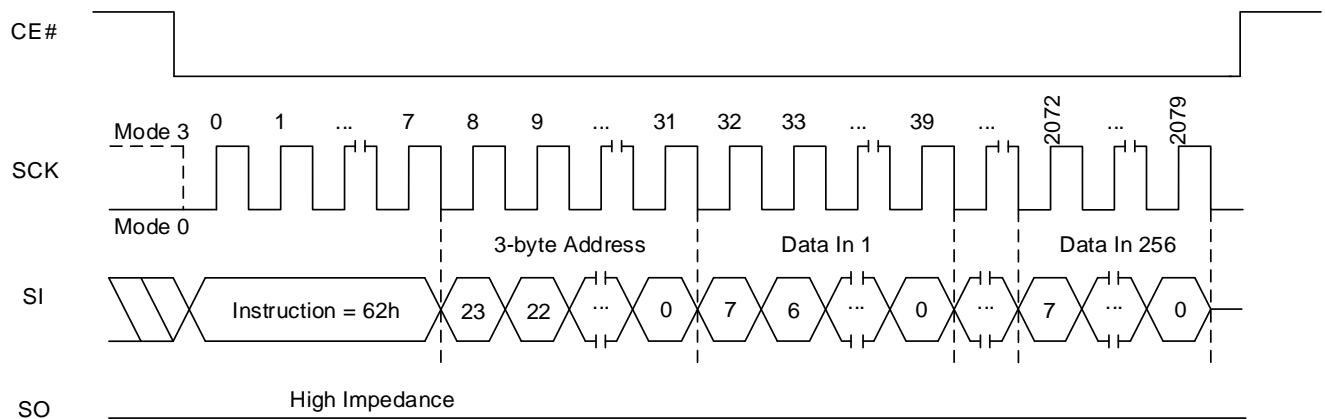 CE#
Mode 3 0 1 ... 7 8 9 ... 31 32 33 ... 39 ... 2072 ... 2079
SCK
Mode 0
3-byte Address Data In 1 Data In 256
SI Instruction = 62h 23 22 ... 0 7 6 ... 0 ... 7 ... 0
High Impedance
SO